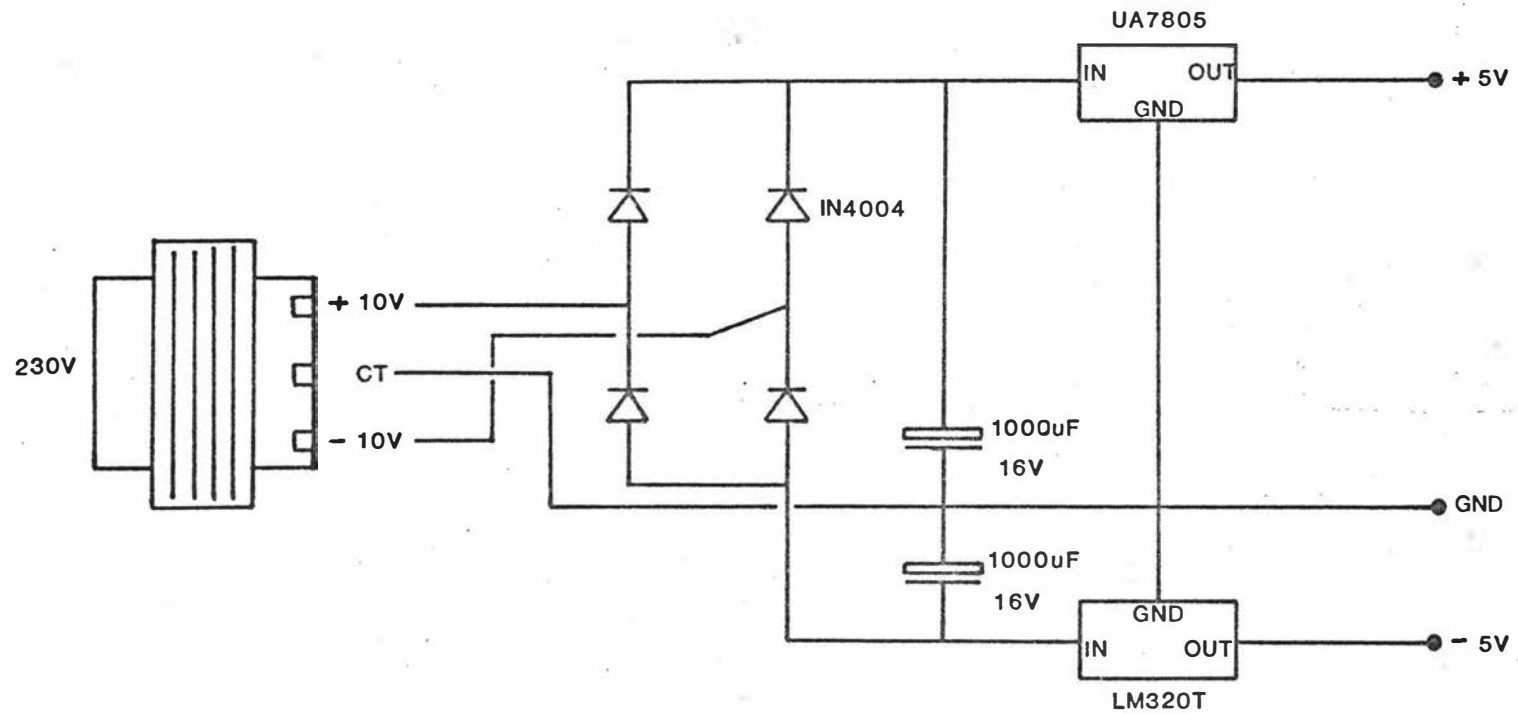 UA7805
IN
OUT
GND
+ 5V
IN4004
230V
+ 10V
CT
- 10V
1000uF
16V
GND
1000uF
16V
GND
IN
OUT
- 5V
LM320T